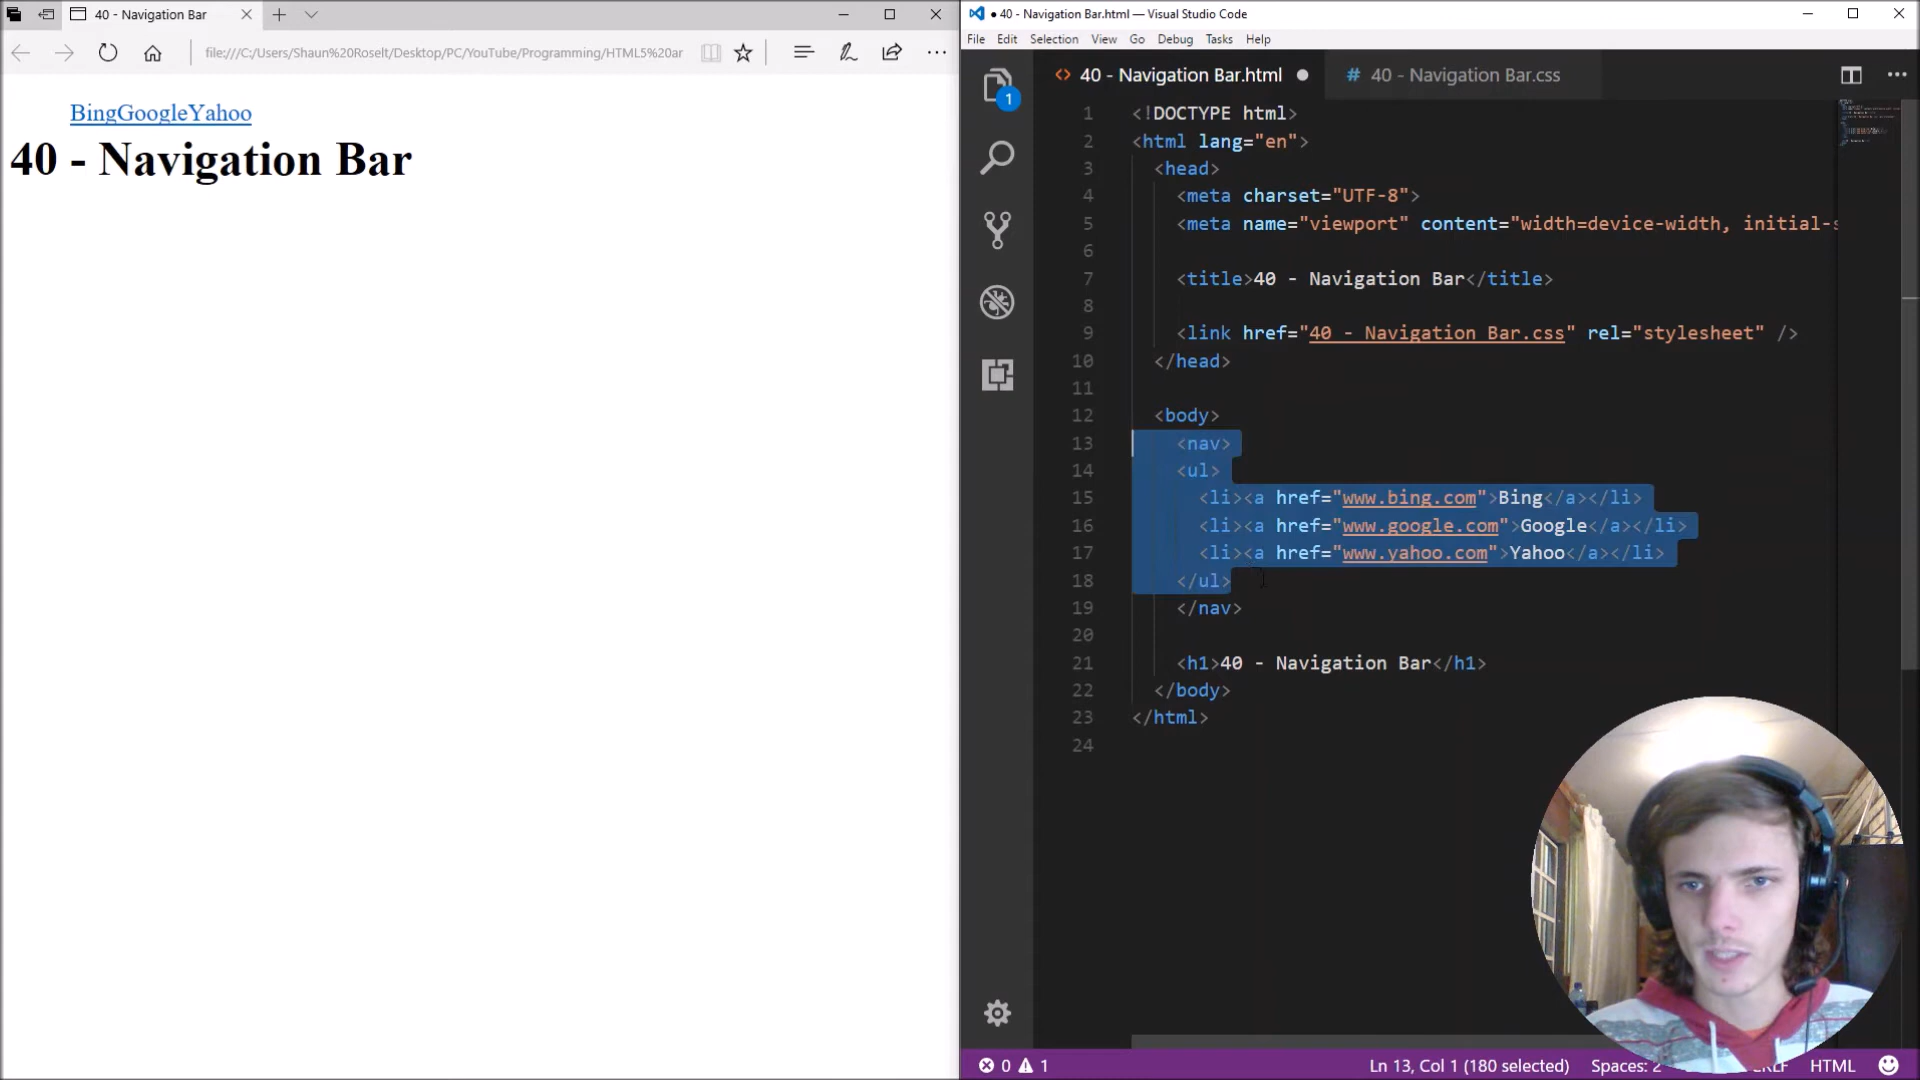 40 - Navigation Bar
file:///C:/Users/Shaun%20Roselt/Desktop/PC/YouTube/Programming/HTML5%20ar
BingGoogleYahoo
40 - Navigation Bar
● 40 - Navigation Bar.html — Visual Studio Code
File Edit Selection View Go Debug Tasks Help
1
<> 40 - Navigation Bar.html ●
# 40 - Navigation Bar.css
1 <!DOCTYPE html>
2 <html lang="en">
3 <head>
4 <meta charset="UTF-8">
5 <meta name="viewport" content="width=device-width, initial-s
6
7 <title>40 - Navigation Bar</title>
8
9 <link href="40 - Navigation Bar.css" rel="stylesheet" />
10 </head>
11
12 <body>
13 <nav>
14 <ul>
15 <li><a href="www.bing.com">Bing</a></li>
16 <li><a href="www.google.com">Google</a></li>
17 <li><a href="www.yahoo.com">Yahoo</a></li>
18 </ul>
19 </nav>
20
21 <h1>40 - Navigation Bar</h1>
22 </body>
23 </html>
24
0 1 Ln 13, Col 1 (180 selected) Spaces: 2 HTML